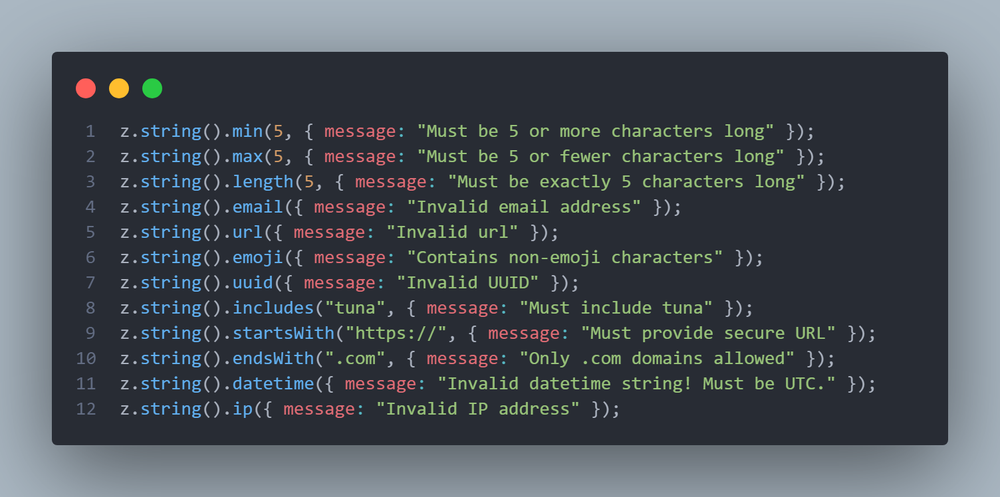 1 z.string().min(5, { message: "Must be 5 or more characters long" });
2 z.string().max(5, { message: "Must be 5 or fewer characters long" });
3 z.string().length(5, { message: "Must be exactly 5 characters long" });
4 z.string().email({ message: "Invalid email address" });
5 z.string().url({ message: "Invalid url" });
6 z.string().emoji({ message: "Contains non-emoji characters" });
7 z.string().uuid({ message: "Invalid UUID" });
8 z.string().includes("tuna", { message: "Must include tuna" });
9 z.string().startsWith("https://", { message: "Must provide secure URL" });
10 z.string().endsWith(".com", { message: "Only .com domains allowed" });
11 z.string().datetime({ message: "Invalid datetime string! Must be UTC." });
12 z.string().ip({ message: "Invalid IP address" });